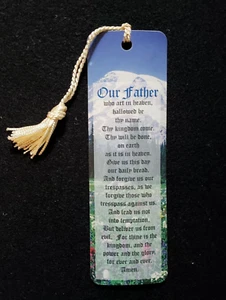 Our Father
who art in heaven,
hallowed be
thy name.
Thy kingdom come
Thy will be done,
on earth
as it is in heaven.
Give us this day
our daily bread.
And forgive us our
trespasses, as we
forgive those who
trespass against us.
And lead us not
into temptation,
But deliver us from
evil. For thine is the
kingdom, and the
power and the glory,
for ever and ever.
Amen.